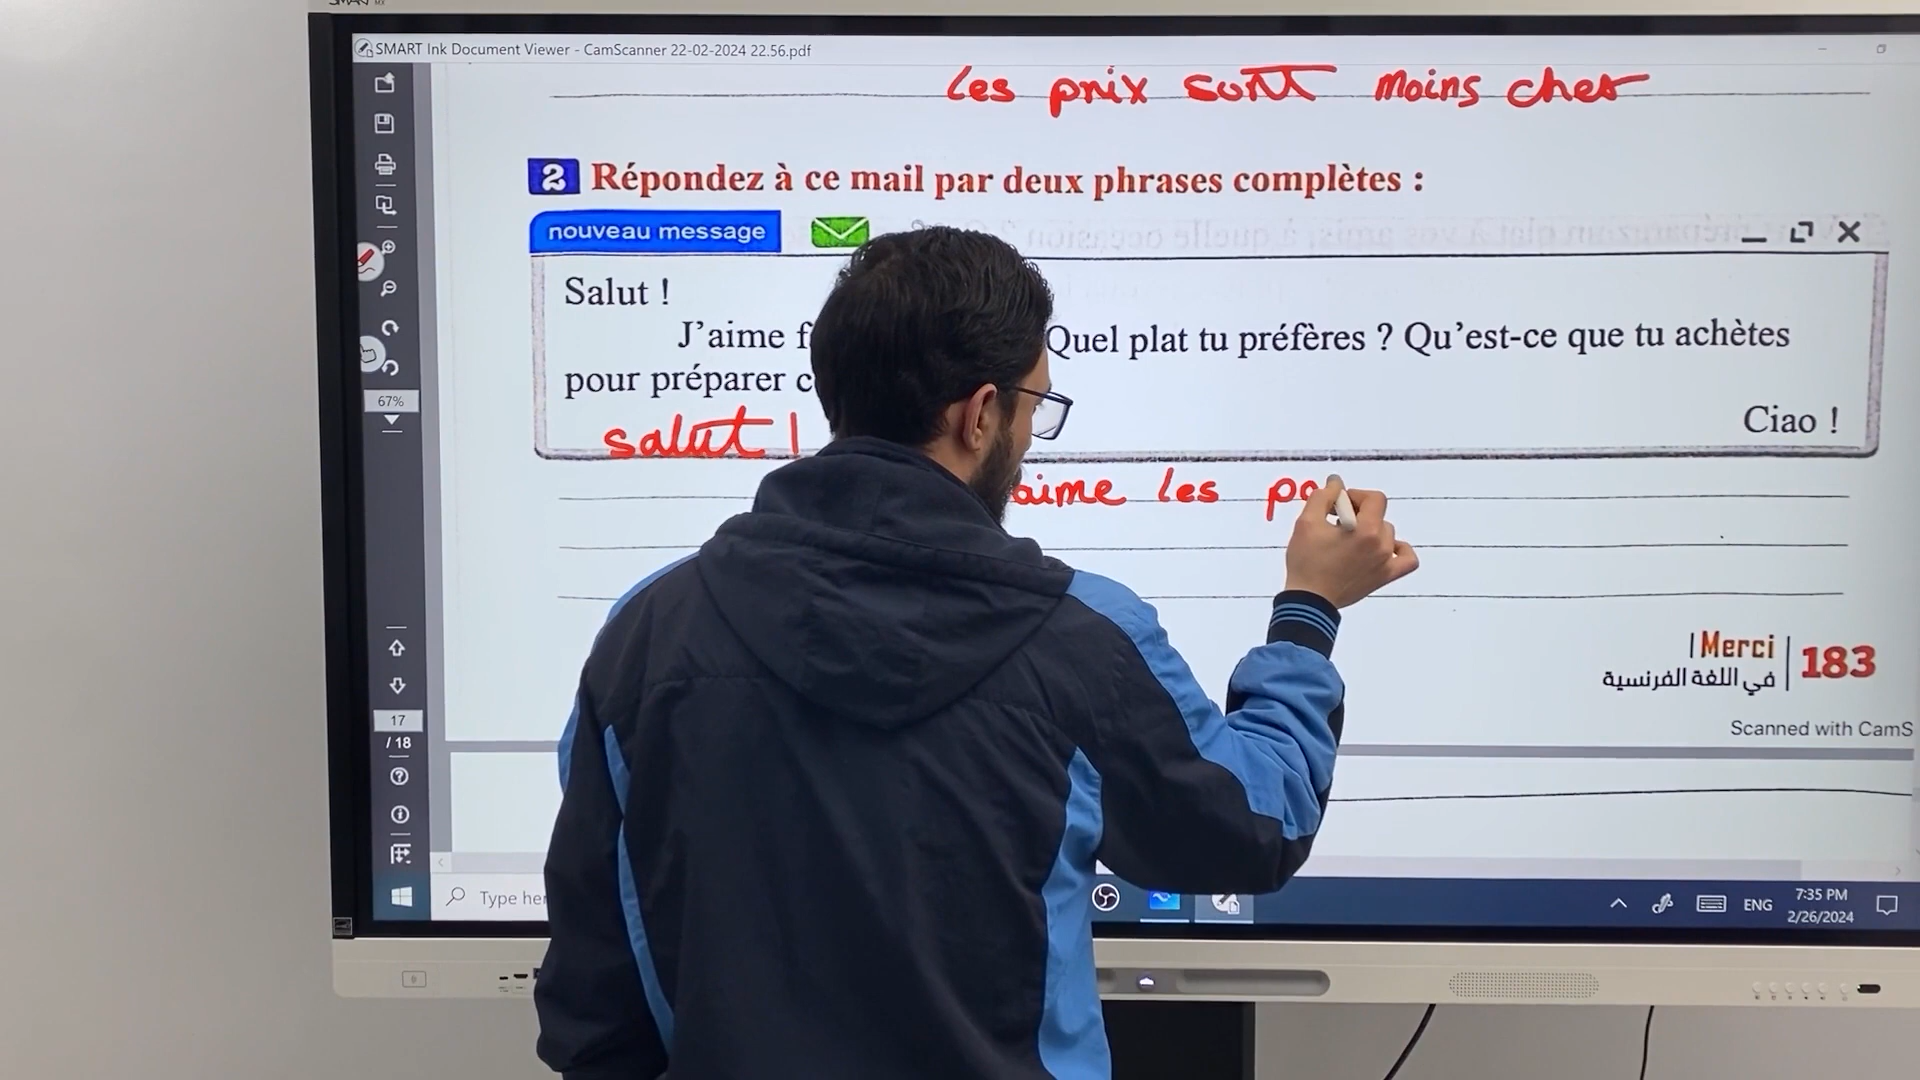 SMART Ink Document Viewer - CamScanner 22-02-2024 22.56.pdf
les prix sont moins cher
2 Répondez à ce mail par deux phrases complètes :
nouveau message
Salut !
J'aime Quel plat tu préfères ? Qu'est-ce que tu achètes
pour préparer
Ciao !
salut !
aime les
67%
17
/ 18
Merci
في اللغة الفرنسية
183
Scanned with CamS
Type her
ENG
7:35 PM
2/26/2024